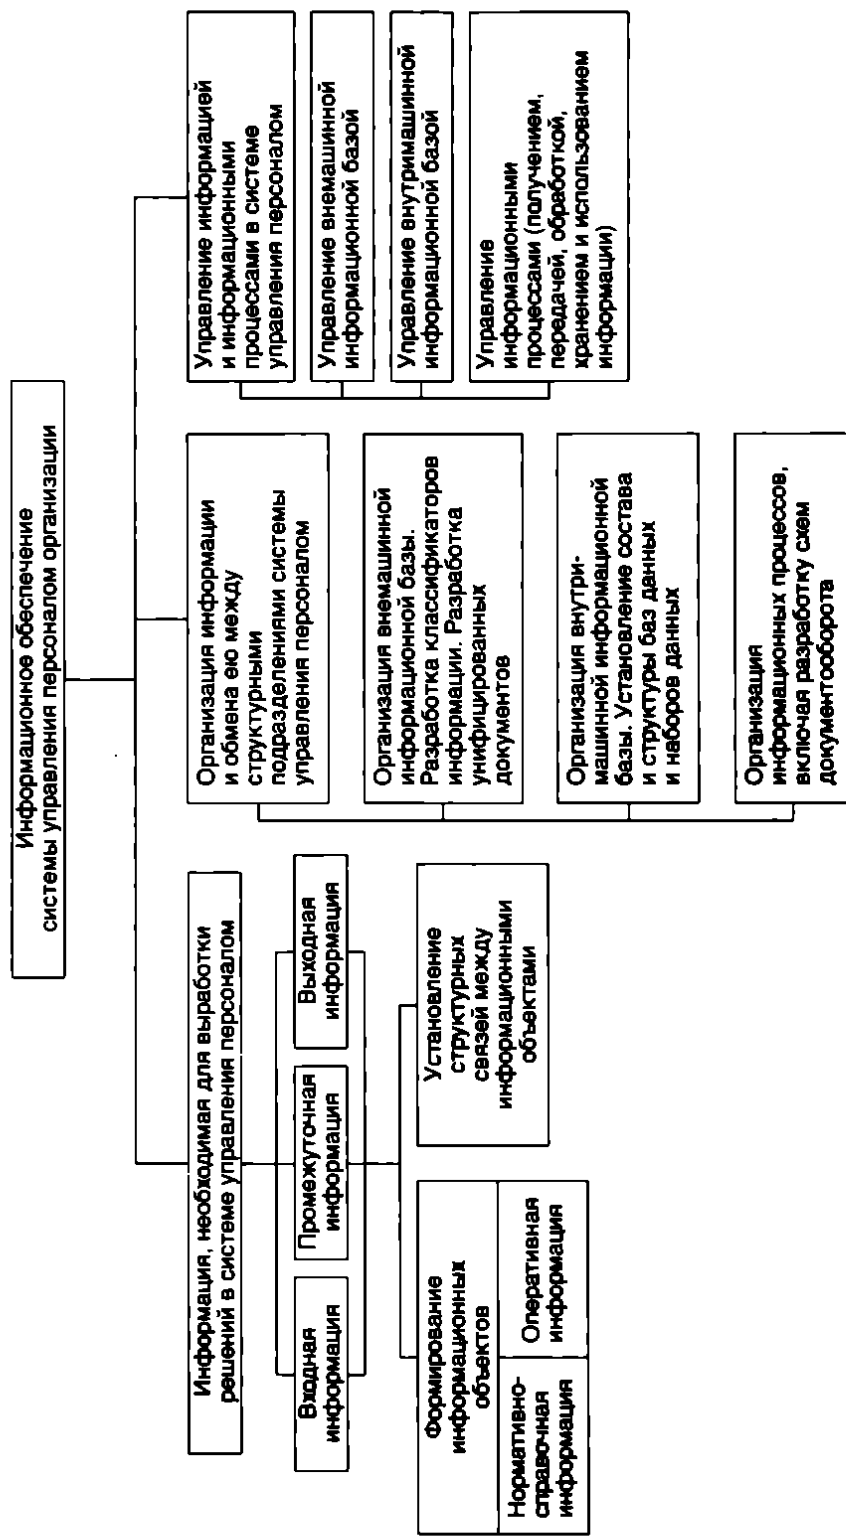 Информационное обеспечение
системы управления персоналом организации
Информация, необходимая для выработки
решений в системе управления персоналом
Входная
информация
Промежуточная
информация
Выходная
информация
Формирование
информационных
объектов
Нормативно-
справочная
информация
Оперативная
информация
Установление
структурных
связей между
информационными
объектами
Организация информации
и обмена ею между
структурными
подразделениями системы
управления персоналом
Организация внемашинной
информационной базы.
Разработка классификаторов
информации. Разработка
унифицированных
документов
Организация внутри-
машинной информационной
базы. Установление состава
и структуры баз данных
и наборов данных
Организация
информационных процессов,
включая разработку схем
документооборота
Управление информацией
и информационными
процессами в системе
управления персоналом
Управление внемашинной
информационной базой
Управление внутримашинной
информационной базой
Управление
информационными
процессами (получением,
передачей, обработкой,
хранением и использованием
информации)